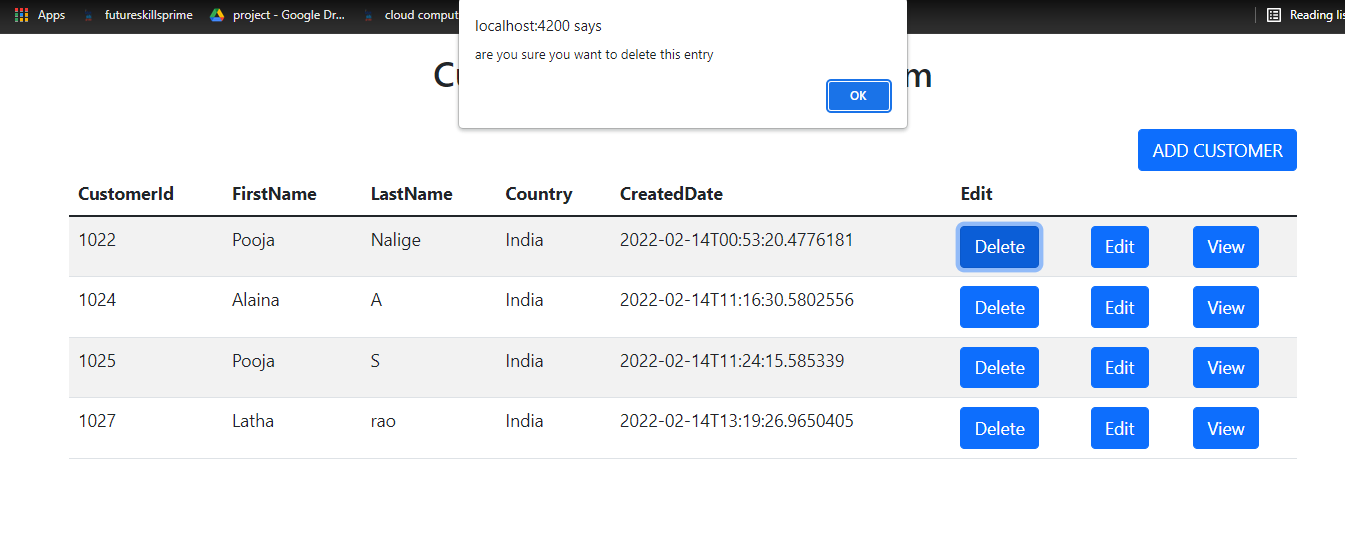 Apps futureskillsprime project - Google Dr... cloud comput Reading lis
localhost:4200 says
are you sure you want to delete this entry
OK
ADD CUSTOMER
CustomerId FirstName LastName Country CreatedDate Edit
1022 Pooja Nalige India 2022-02-14T00:53:20.4776181 Delete Edit View
1024 Alaina A India 2022-02-14T11:16:30.5802556 Delete Edit View
1025 Pooja S India 2022-02-14T11:24:15.585339 Delete Edit View
1027 Latha rao India 2022-02-14T13:19:26.9650405 Delete Edit View